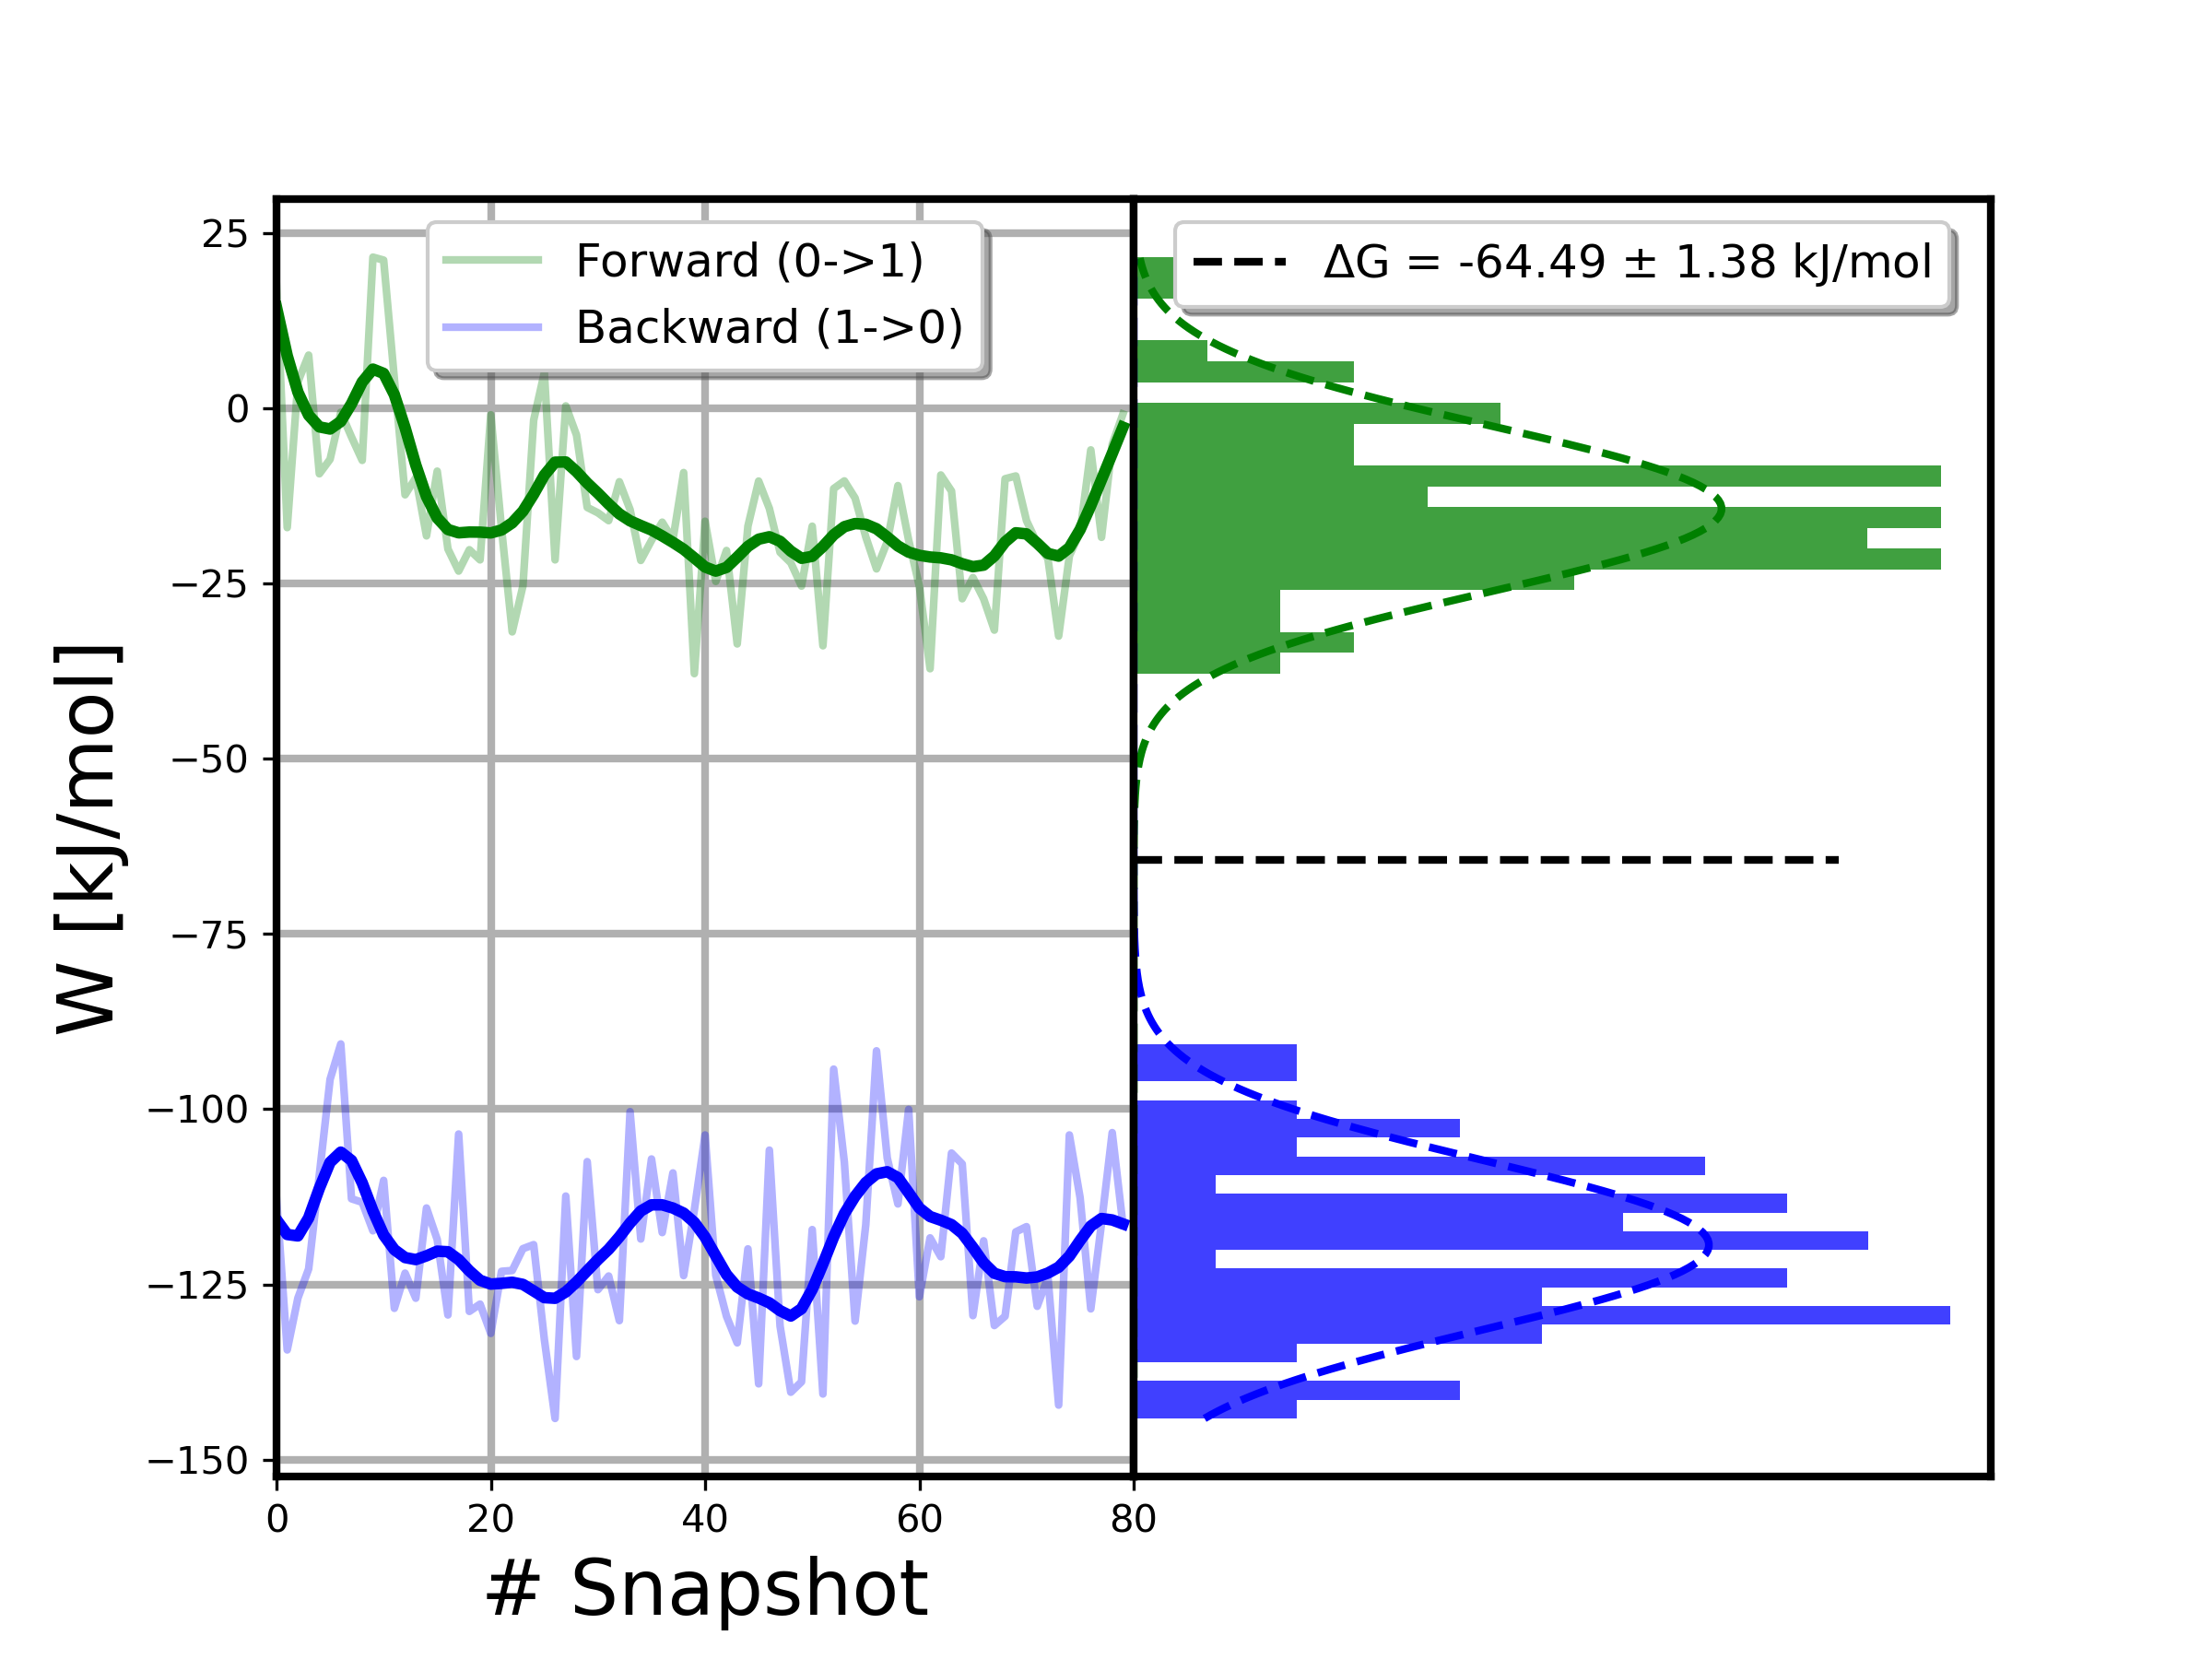 25
0
−25
−50
−75
−100
−125
−150
W [kJ/mol]
Forward (0->1)
Backward (1->0)
ΔG = -64.49 ± 1.38 kJ/mol
0 20 40 60 80
# Snapshot